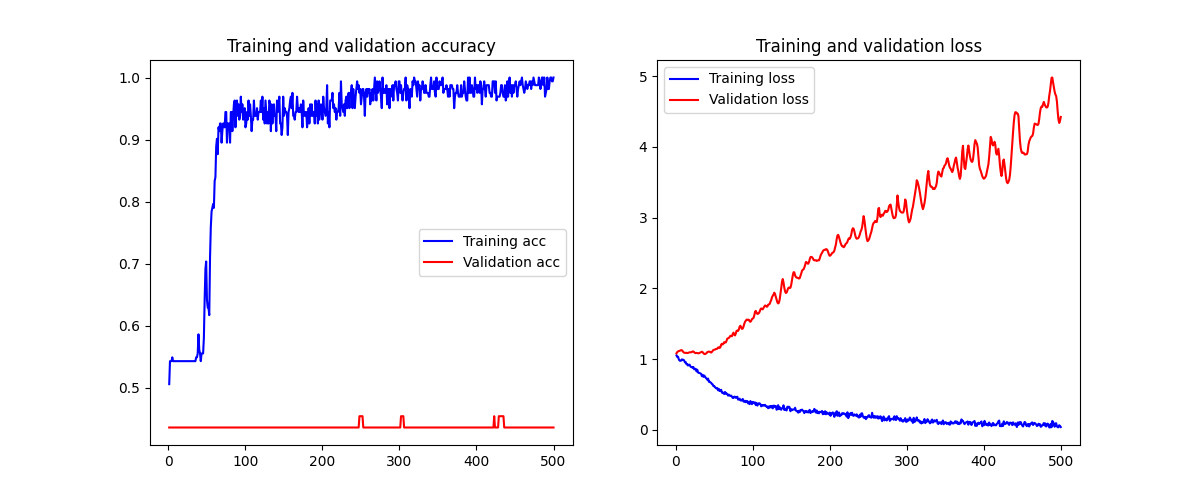 Training and validation accuracy
1.0
0.9
0.8
0.7
0.6
0.5
Training acc
Validation acc
0 100 200 300 400 500
Training and validation loss
Training loss
Validation loss
5
4
3
2
1
0
0 100 200 300 400 500